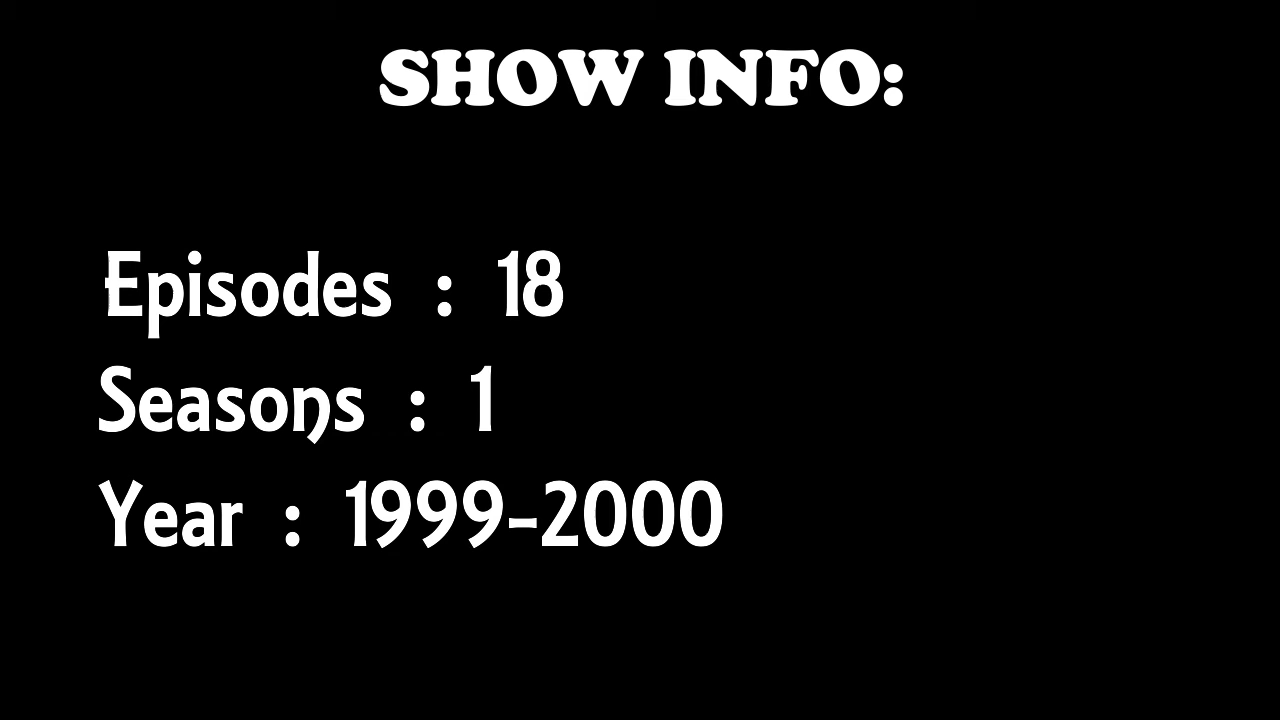 SHOW INFO:
Episodes : 18
Seasons : 1
Year : 1999-2000